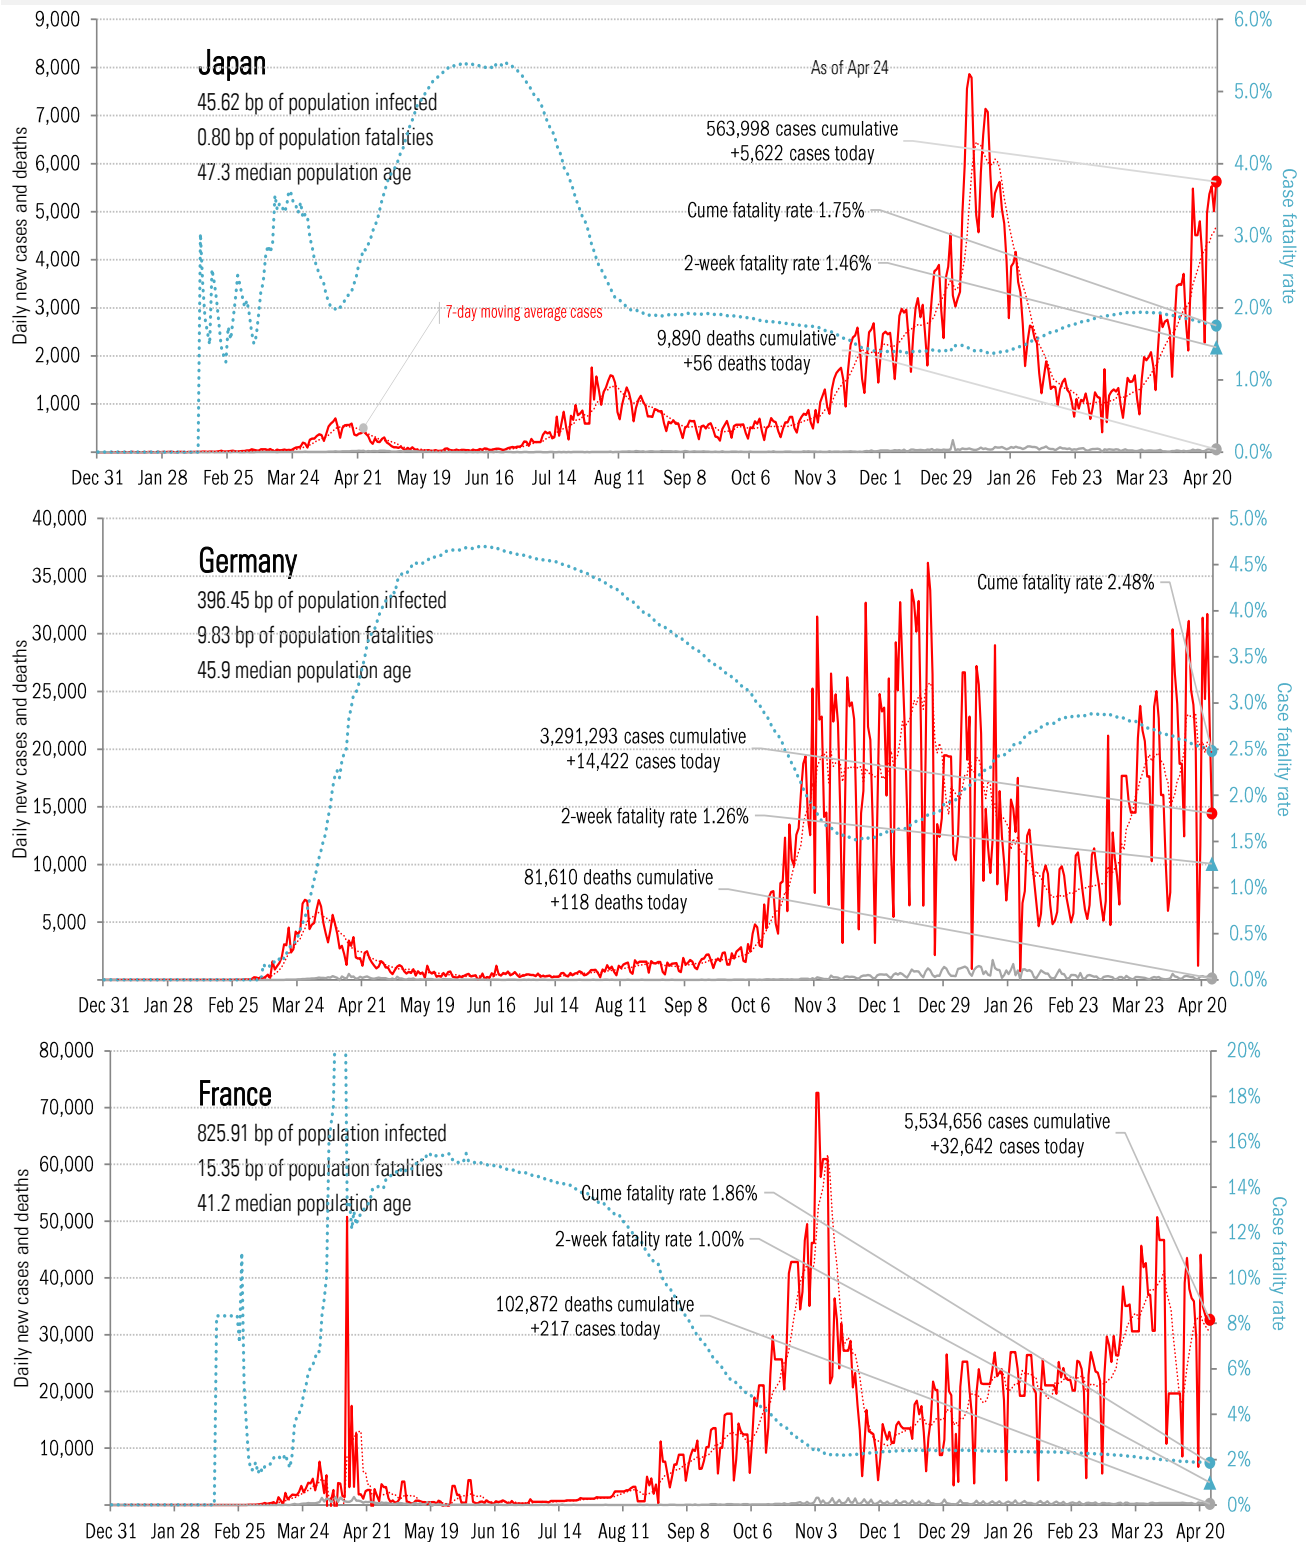 9,000
6.0%
Japan
45.62 bp of population infected
0.80 bp of population fatalities
47.3 median population age
As of Apr 24
8,000
7,000
6,000
5,000
4,000
3,000
2,000
1,000
5.0%
4.0%
3.0%
2.0%
1.0%
0.0%
Daily new cases and deaths
Case fatality rate
563,998 cases cumulative
+5,622 cases today
Cume fatality rate 1.75%
2-week fatality rate 1.46%
7-day moving average cases
9,890 deaths cumulative
+56 deaths today
Dec 31 Jan 28 Feb 25 Mar 24 Apr 21 May 19 Jun 16 Jul 14 Aug 11 Sep 8 Oct 6 Nov 3 Dec 1 Dec 29 Jan 26 Feb 23 Mar 23 Apr 20
40,000
5.0%
Germany
396.45 bp of population infected
9.83 bp of population fatalities
45.9 median population age
35,000
30,000
25,000
20,000
15,000
10,000
5,000
4.5%
4.0%
3.5%
3.0%
2.5%
2.0%
1.5%
1.0%
0.5%
0.0%
Daily new cases and deaths
Case fatality rate
Cume fatality rate 2.48%
3,291,293 cases cumulative
+14,422 cases today
2-week fatality rate 1.26%
81,610 deaths cumulative
+118 deaths today
Dec 31 Jan 28 Feb 25 Mar 24 Apr 21 May 19 Jun 16 Jul 14 Aug 11 Sep 8 Oct 6 Nov 3 Dec 1 Dec 29 Jan 26 Feb 23 Mar 23 Apr 20
80,000
20%
France
825.91 bp of population infected
15.35 bp of population fatalities
41.2 median population age
70,000
60,000
50,000
40,000
30,000
20,000
10,000
18%
16%
14%
12%
10%
8%
6%
4%
2%
0%
Daily new cases and deaths
Case fatality rate
5,534,656 cases cumulative
+32,642 cases today
Cume fatality rate 1.86%
2-week fatality rate 1.00%
102,872 deaths cumulative
+217 cases today
Dec 31 Jan 28 Feb 25 Mar 24 Apr 21 May 19 Jun 16 Jul 14 Aug 11 Sep 8 Oct 6 Nov 3 Dec 1 Dec 29 Jan 26 Feb 23 Mar 23 Apr 20